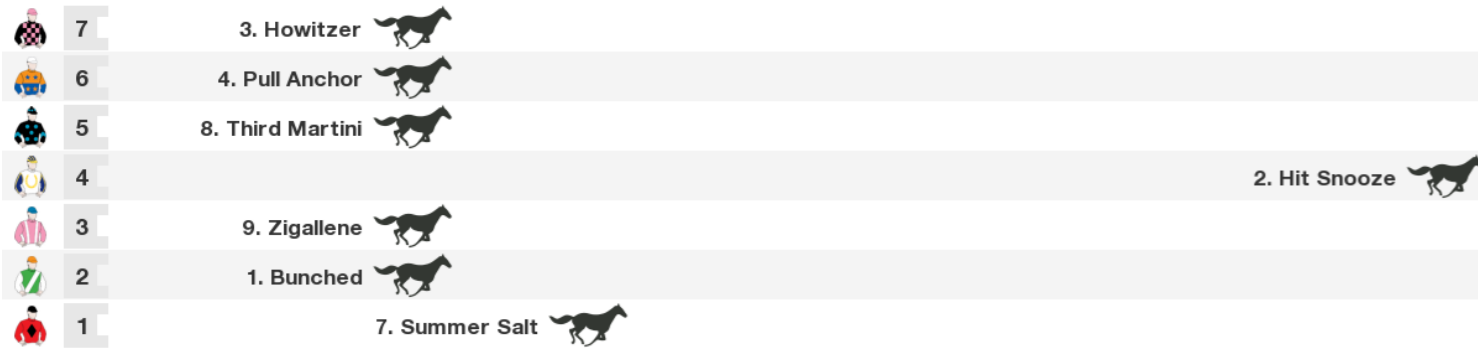 7 3. Howitzer
6 4. Pull Anchor
5 8. Third Martini
4 2. Hit Snooze
3 9. Zigallene
2 1. Bunched
1 7. Summer Salt